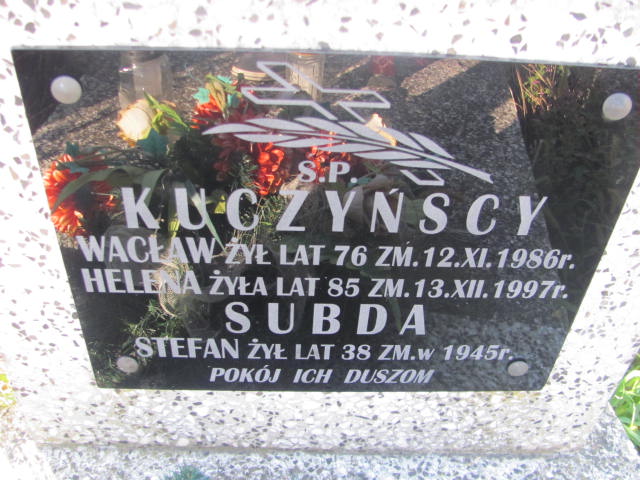 Ś.P.
KUCZYŃSCY
WACŁAW ŻYŁ LAT 76 ZM.12.XI.1986r.
HELENA ŻYŁA LAT 85 ZM.13.XII.1997r.
SUBDA
STEFAN ŻYŁ LAT 38 ZM.w 1945r.
POKÓJ ICH DUSZOM